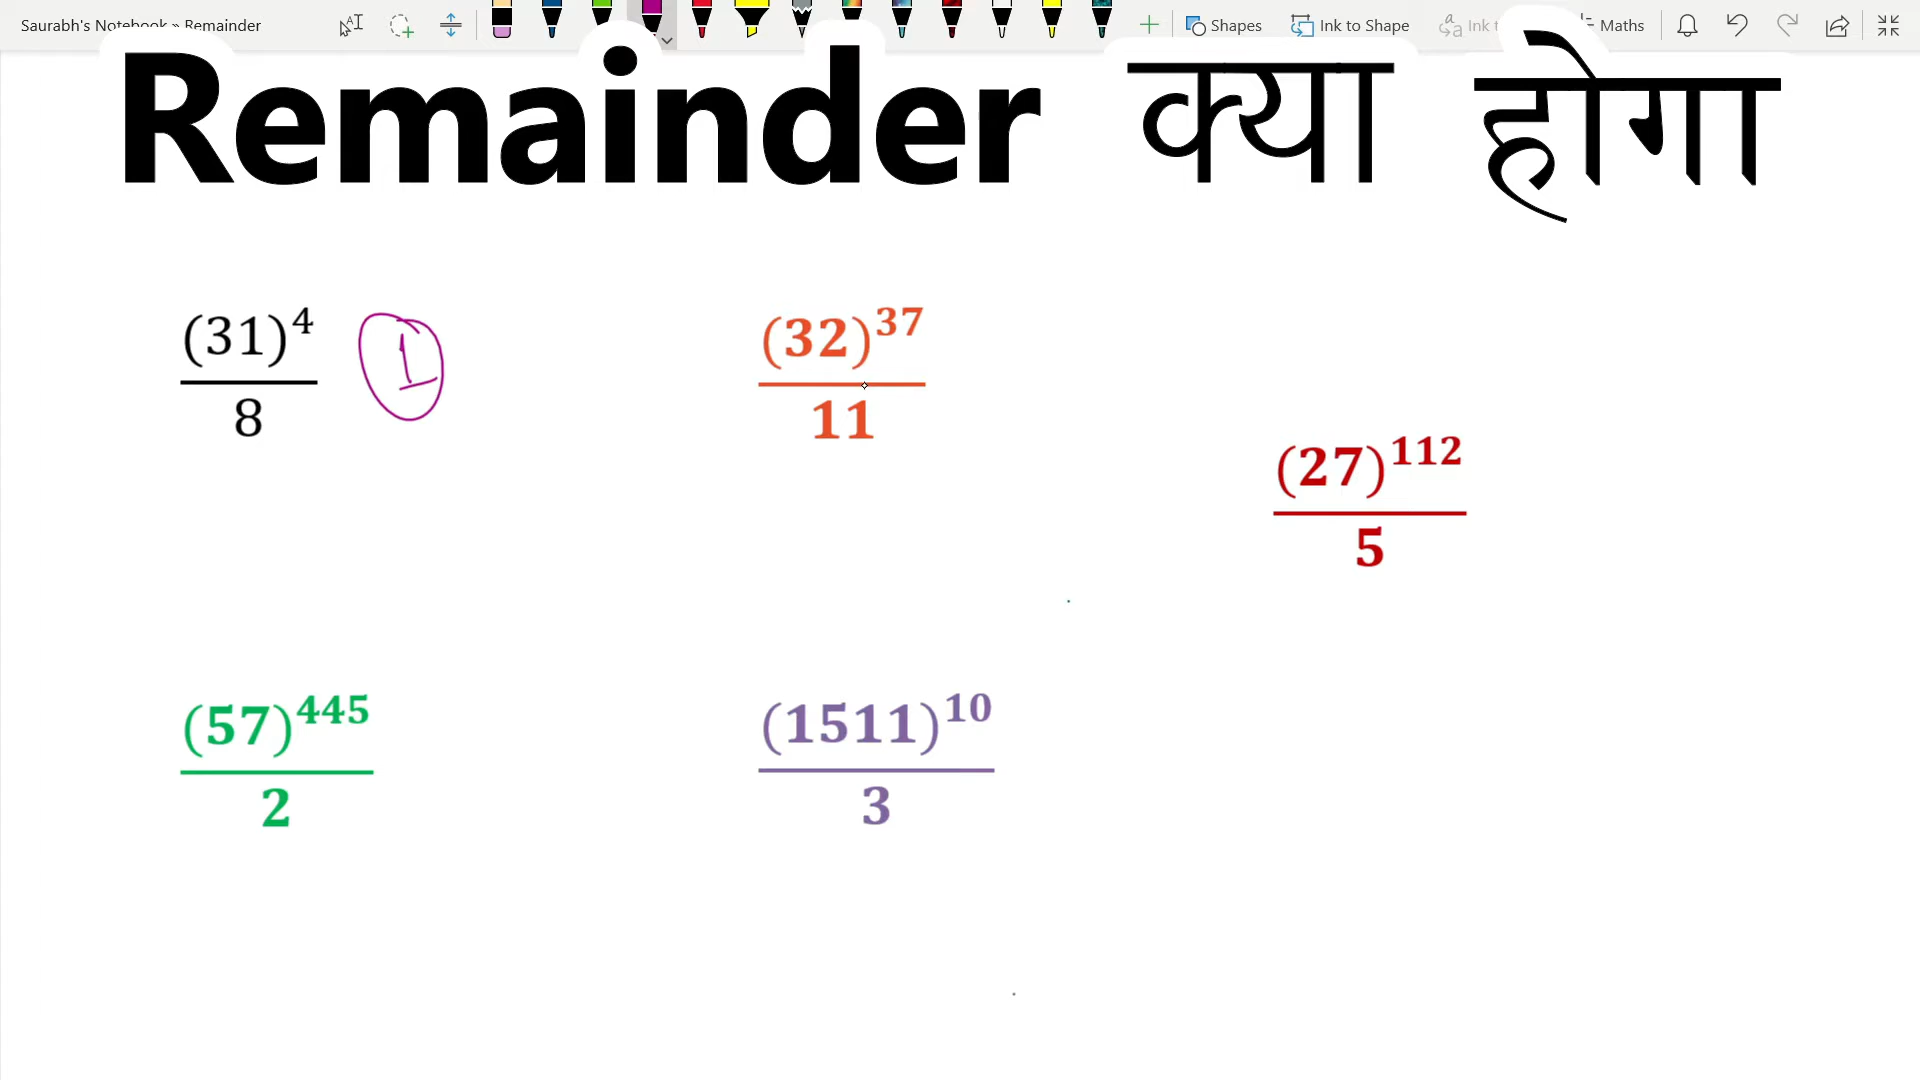 Saurabh's Notebook » Remainder
Shapes
Ink to Shape
Ink t
Maths
Remainder क्या होगा
(31)^4
8
1
(32)^37
11
(27)^112
5
(57)^445
2
(1511)^10
3